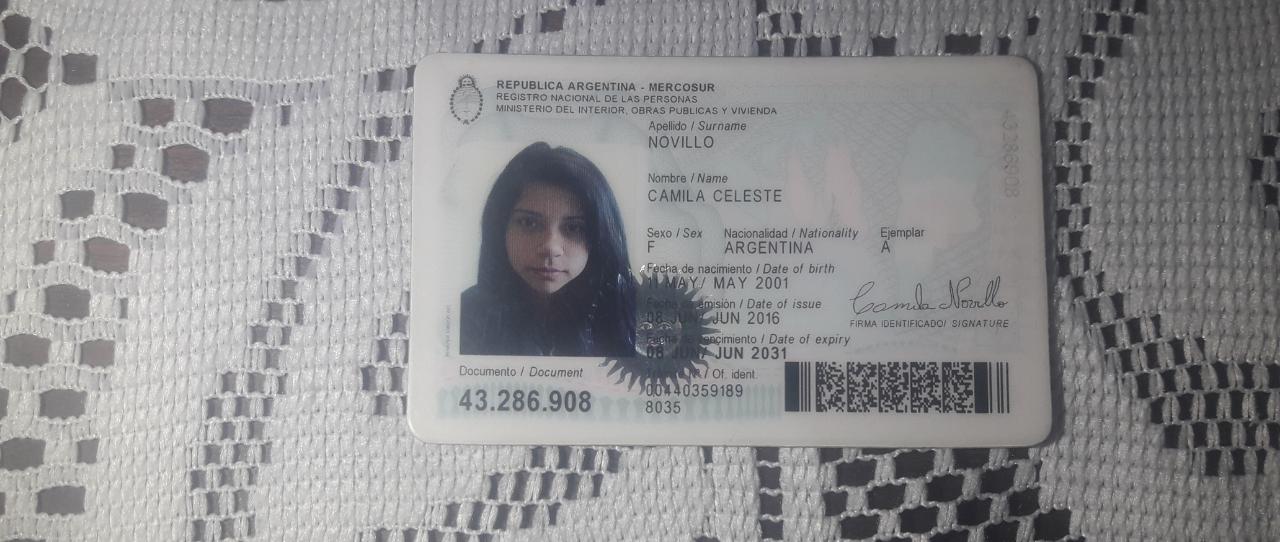 REPUBLICA ARGENTINA - MERCOSUR
REGISTRO NACIONAL DE LAS PERSONAS
MINISTERIO DEL INTERIOR, OBRAS PUBLICAS Y VIVIENDA
Apellido / Surname
NOVILLO
Nombre / Name
CAMILA CELESTE
Sexo / Sex Nacionalidad / Nationality Ejemplar
F ARGENTINA A
Fecha de nacimiento / Date of birth
11 MAY/ MAY 2001
Fecha de emisión / Date of issue
08 JUN/ JUN 2016
Camila Novillo
FIRMA IDENTIFICADO/ SIGNATURE
Fecha de vencimiento / Date of expiry
08 JUN/ JUN 2031
Documento / Document
43.286.908
/ Of. ident.
00440359189
8035
43286908